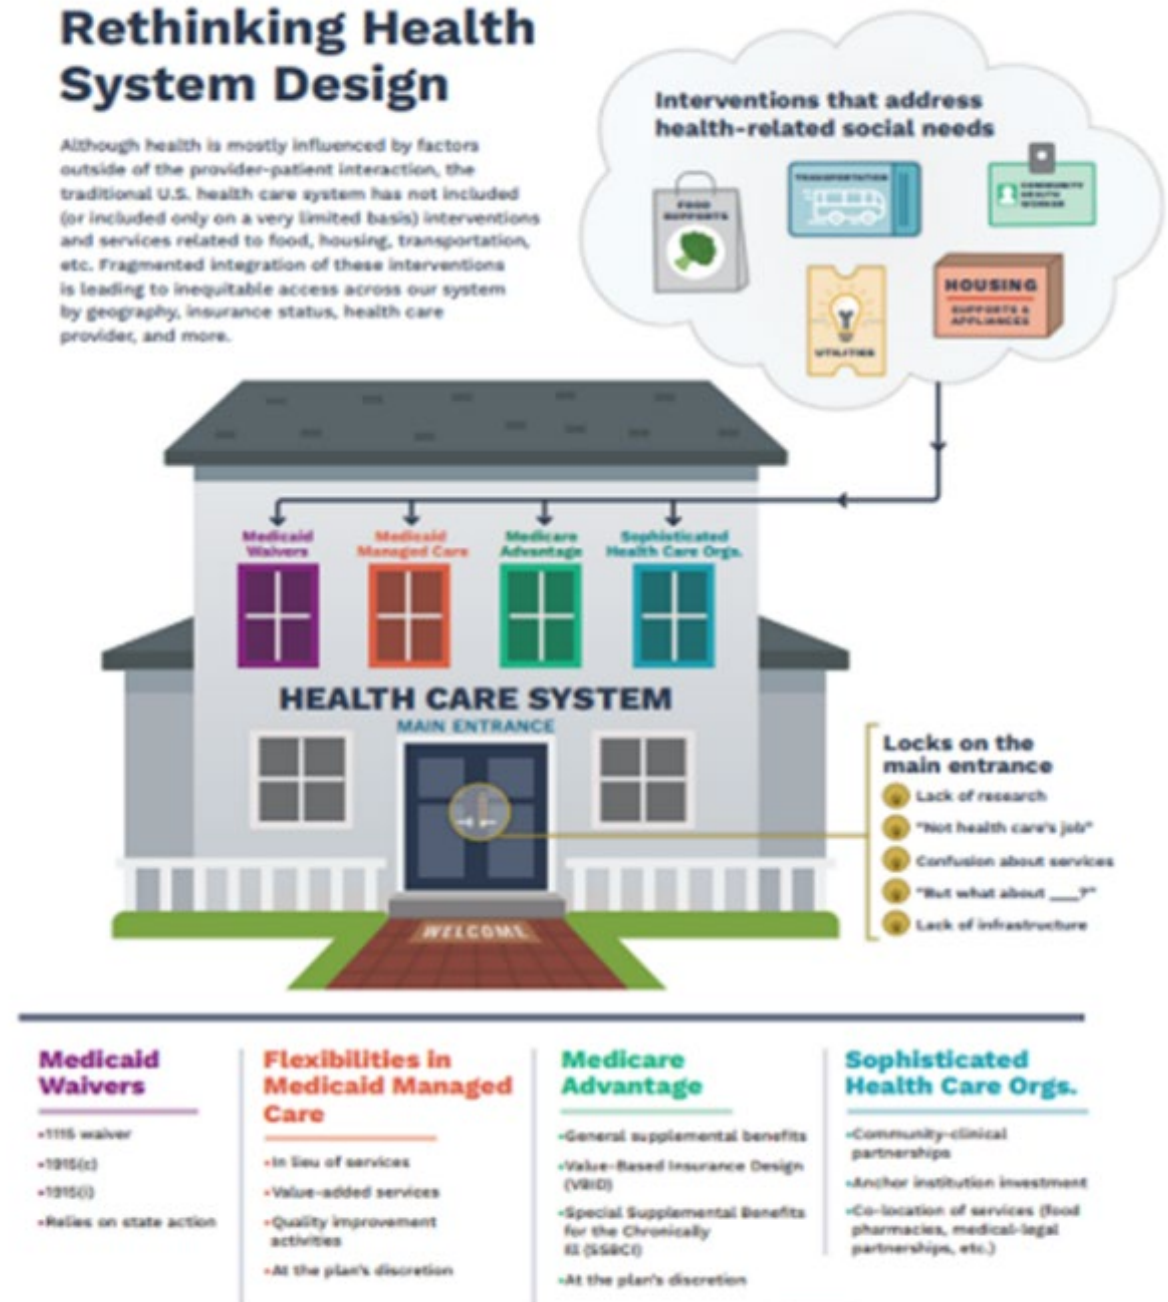 Rethinking Health
System Design
Although health is mostly influenced by factors
outside of the provider-patient interaction, the
traditional U.S. health care system has not included
(or included only on a very limited basis) interventions
and services related to food, housing, transportation,
etc. Fragmented integration of these interventions
is leading to inequitable access across our system
by geography, insurance status, health care
provider, and more.
Interventions that address
health-related social needs
FOOD
SUPPORTS
TRANSPORTATION
COMMUNITY
HEALTH
WORKER
UTILITIES
HOUSING
SUPPORTS &
APPLIANCES
Medicaid
Waivers
Medicaid
Managed Care
Medicare
Advantage
Sophisticated
Health Care Orgs.
HEALTH CARE SYSTEM
MAIN ENTRANCE
WELCOME
Locks on the
main entrance
Lack of research
"Not health care's job"
Confusion about services
"But what about ___?"
Lack of infrastructure
Medicaid
Waivers
•1115 waiver
•1915(c)
•1915(i)
•Relies on state action
Flexibilities in
Medicaid Managed
Care
•In lieu of services
•Value-added services
•Quality improvement
activities
•At the plan's discretion
Medicare
Advantage
•General supplemental benefits
•Value-Based Insurance Design
(VBID)
•Special Supplemental Benefits
for the Chronically
Ill (SSBCI)
•At the plan's discretion
Sophisticated
Health Care Orgs.
•Community-clinical
partnerships
•Anchor institution investment
•Co-location of services (food
pharmacies, medical-legal
partnerships, etc.)